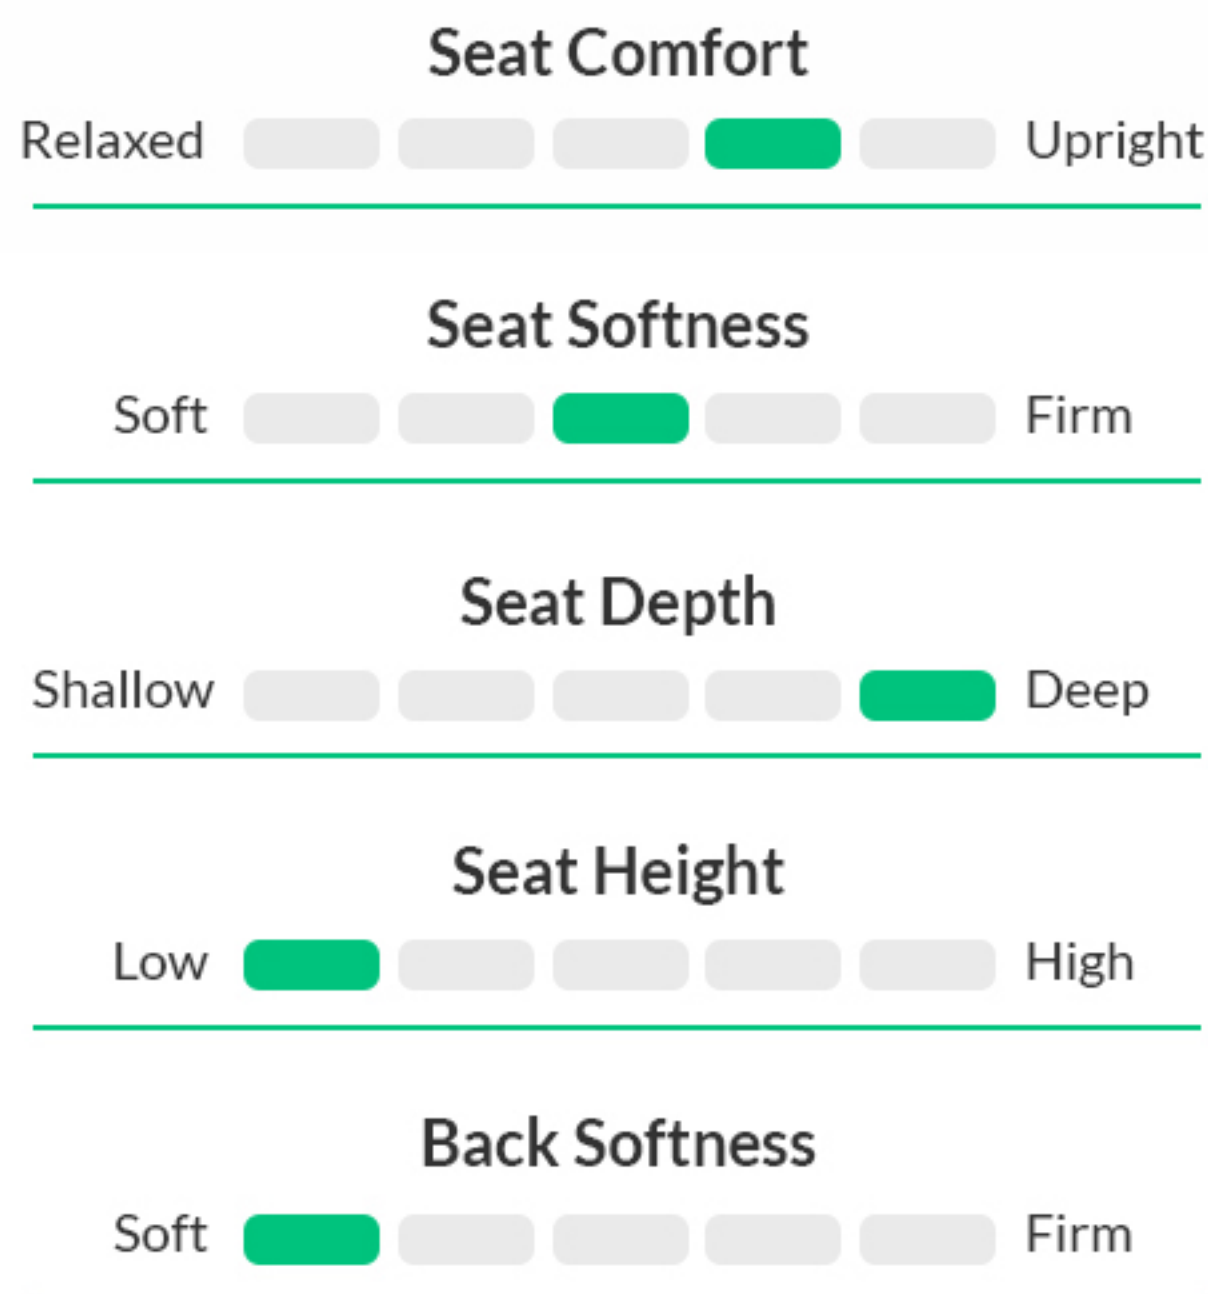 Seat Comfort
Relaxed Upright
Seat Softness
Soft Firm
Seat Depth
Shallow Deep
Seat Height
Low High
Back Softness
Soft Firm